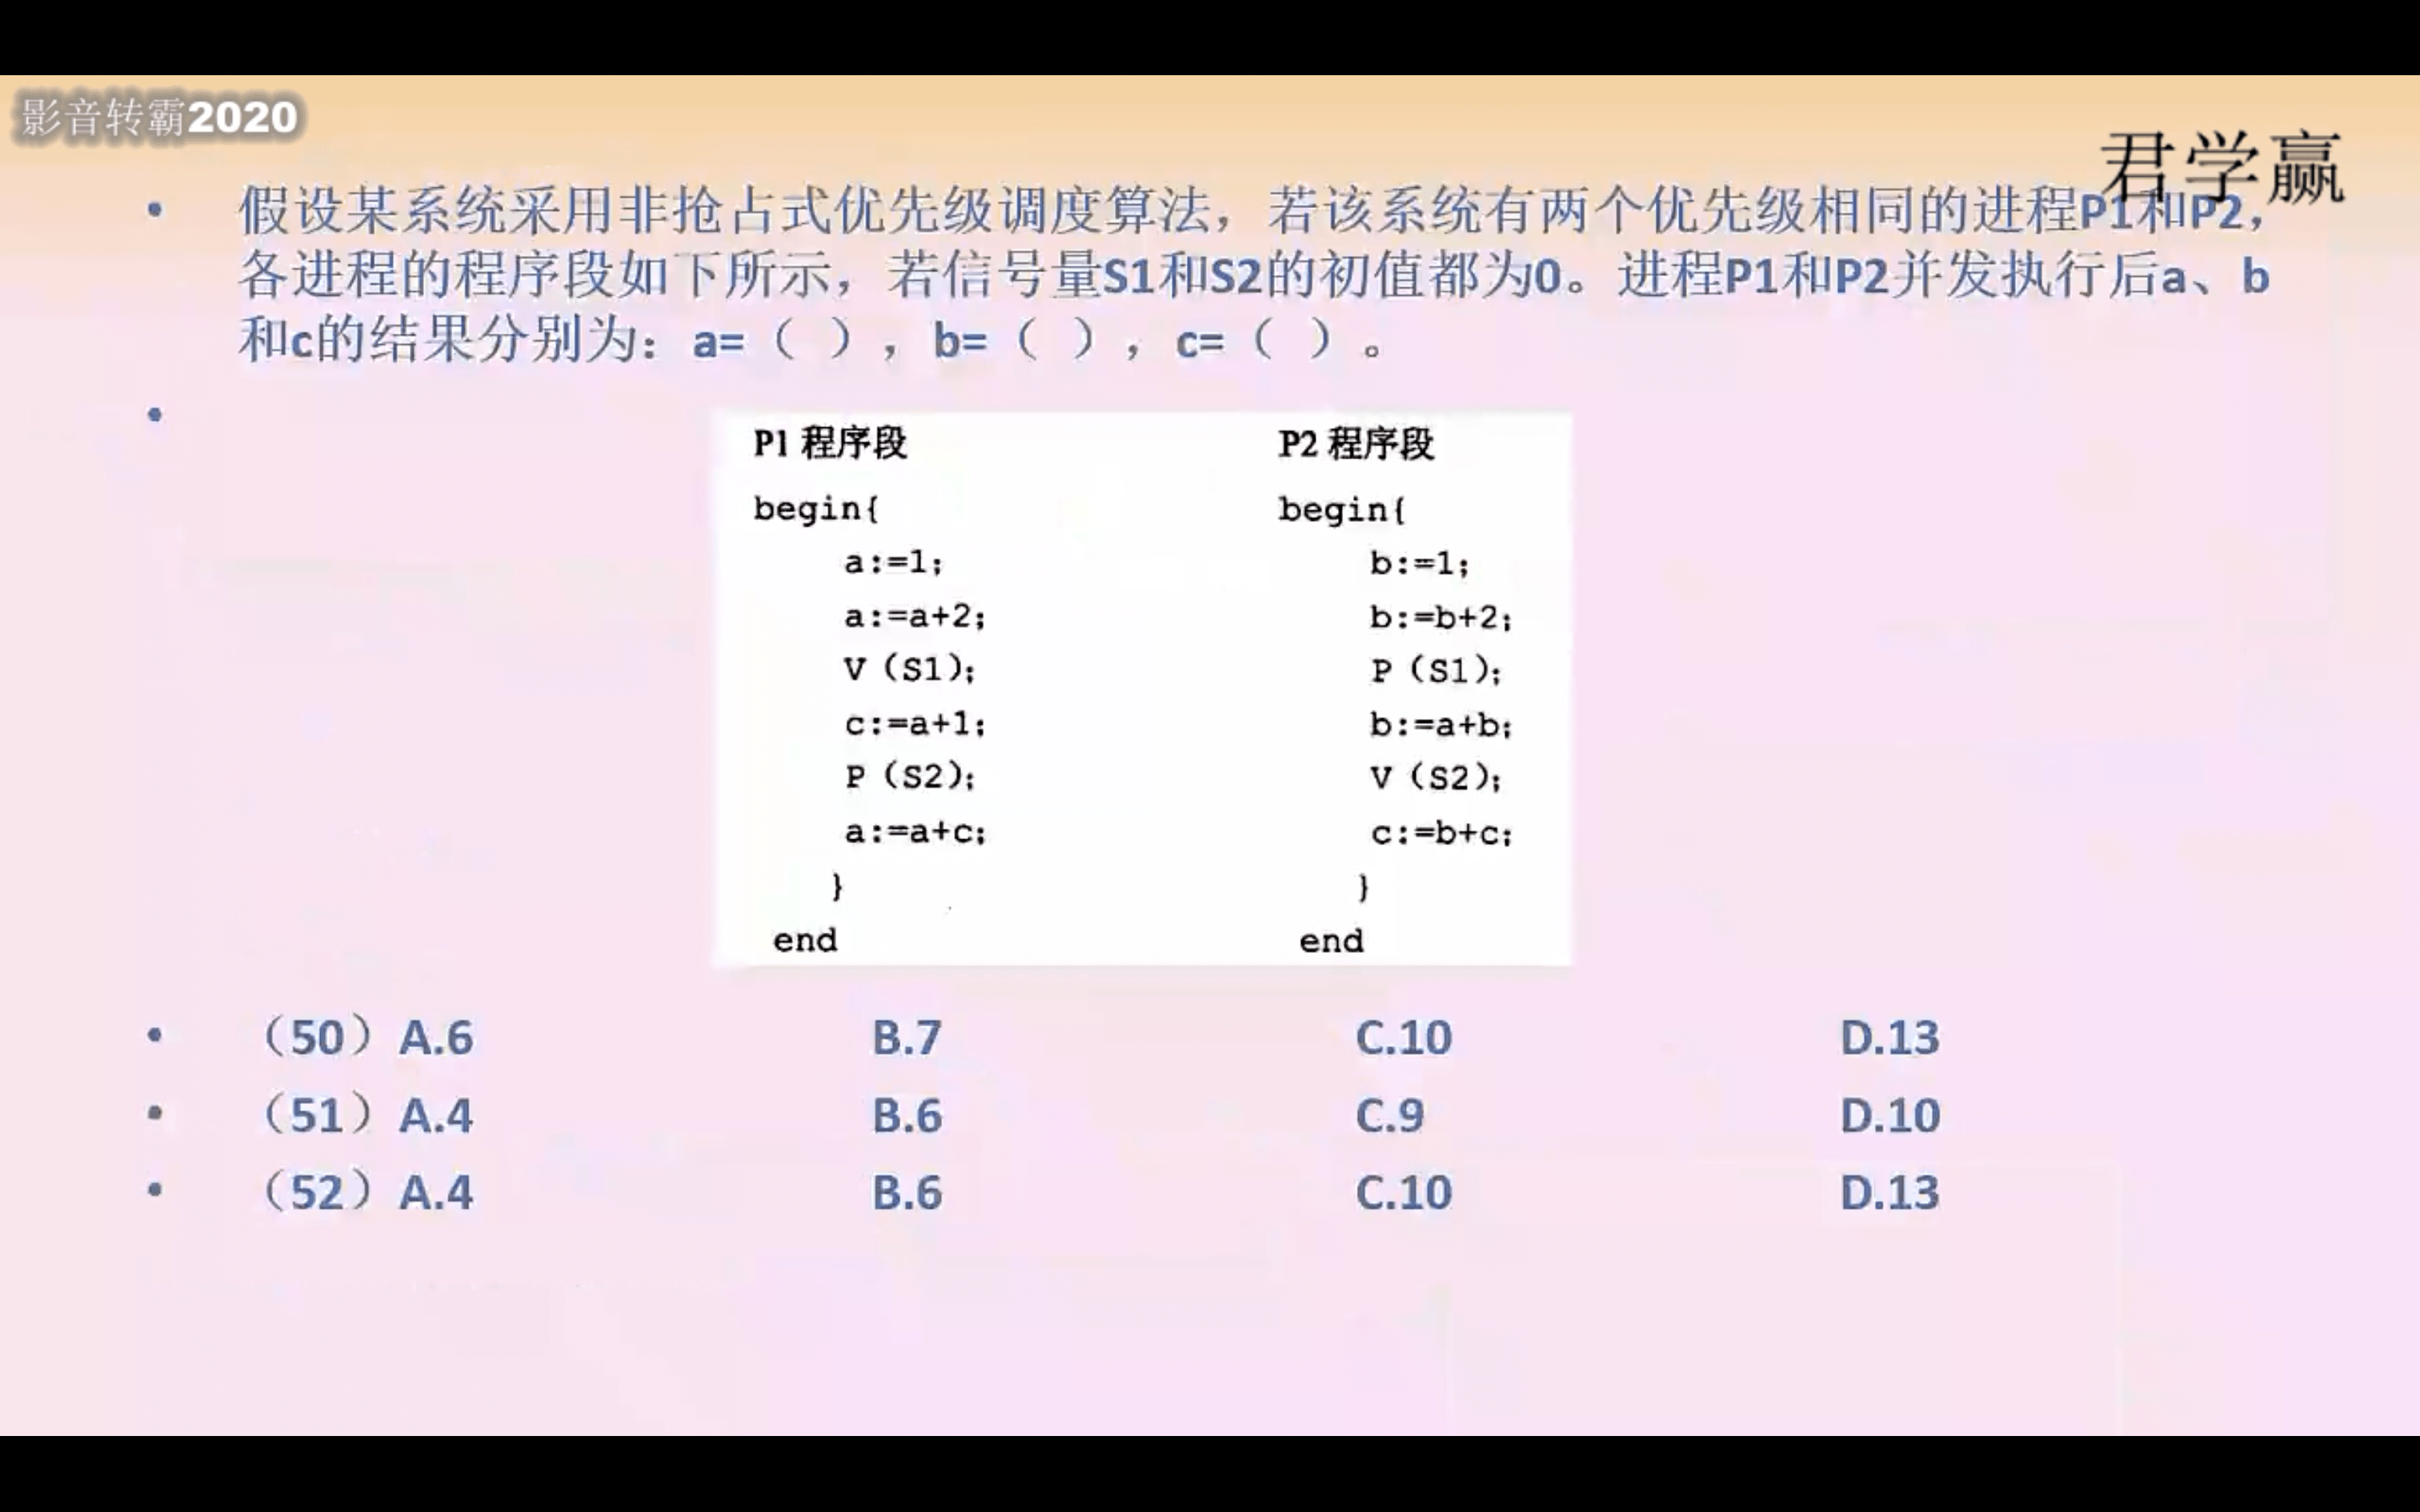 影音转霸2020
君学赢
• 假设某系统采用非抢占式优先级调度算法，若该系统有两个优先级相同的进程P1和P2，
各进程的程序段如下所示，若信号量S1和S2的初值都为0。进程P1和P2并发执行后a、b
和c的结果分别为：a=（ ），b=（ ），c=（ ）。
•
P1 程序段 P2 程序段
begin{ begin{
a:=1; b:=1;
a:=a+2; b:=b+2;
V (S1); P (S1);
c:=a+1; b:=a+b;
P (S2); V (S2);
a:=a+c; c:=b+c;
} }
end end
• （50）A.6 B.7 C.10 D.13
• （51）A.4 B.6 C.9 D.10
• （52）A.4 B.6 C.10 D.13